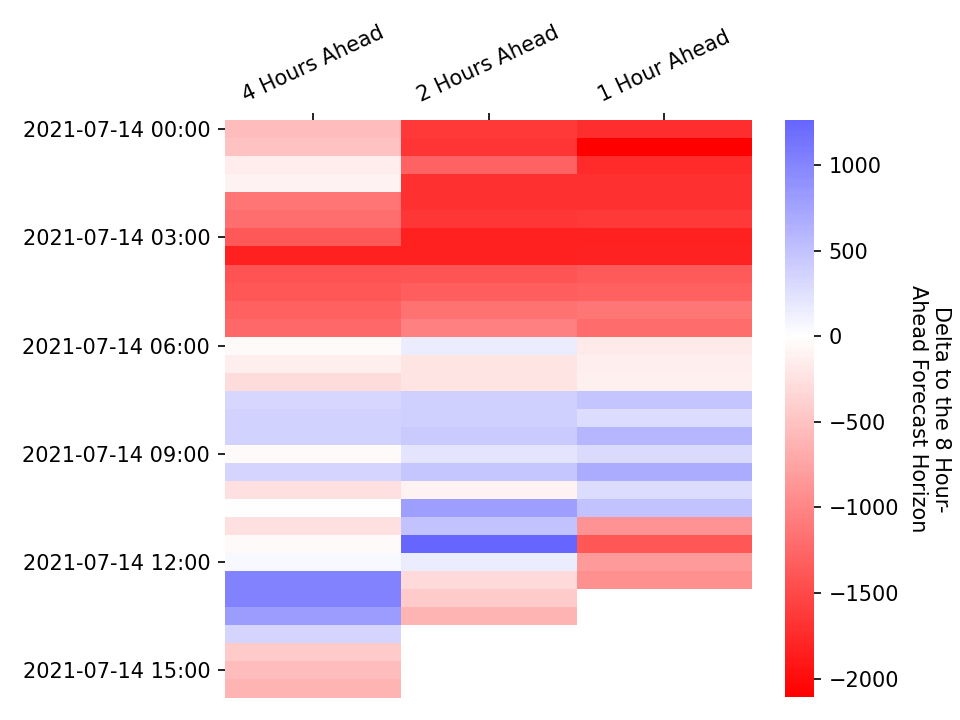 4 Hours Ahead
2 Hours Ahead
1 Hour Ahead
2021-07-14 00:00
2021-07-14 03:00
2021-07-14 06:00
2021-07-14 09:00
2021-07-14 12:00
2021-07-14 15:00
1000
500
0
−500
−1000
−1500
−2000
Delta to the 8 Hour-
Ahead Forecast Horizon